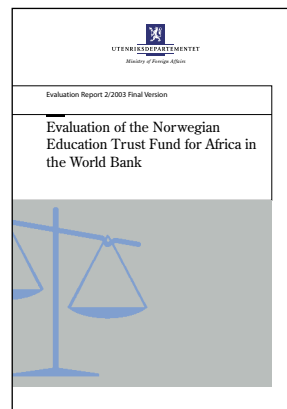 UTENRIKSDEPARTEMENTET
Ministry of Foreign Affairs
Evaluation Report 2/2003 Final Version
Evaluation of the Norwegian
Education Trust Fund for Africa in
the World Bank